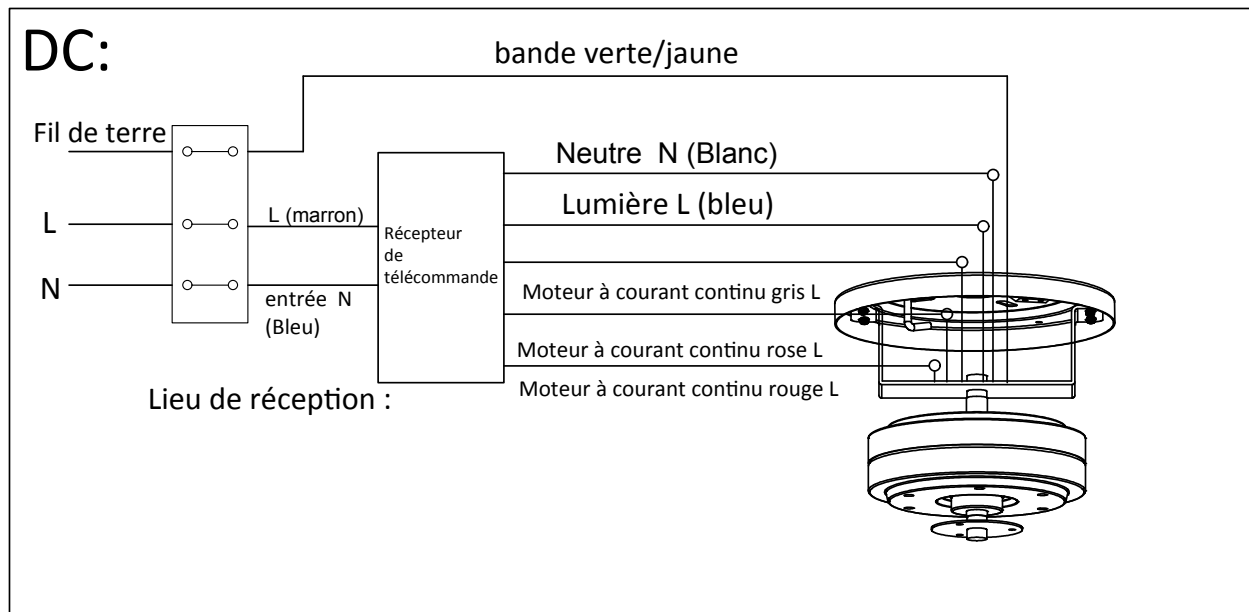 DC:
bande verte/jaune
Fil de terre
Neutre N (Blanc)
L
L (marron)
Lumière L (bleu)
Récepteur
de
télécommande
N
entrée N
(Bleu)
Moteur à courant continu gris L
Moteur à courant continu rose L
Moteur à courant continu rouge L
Lieu de réception :